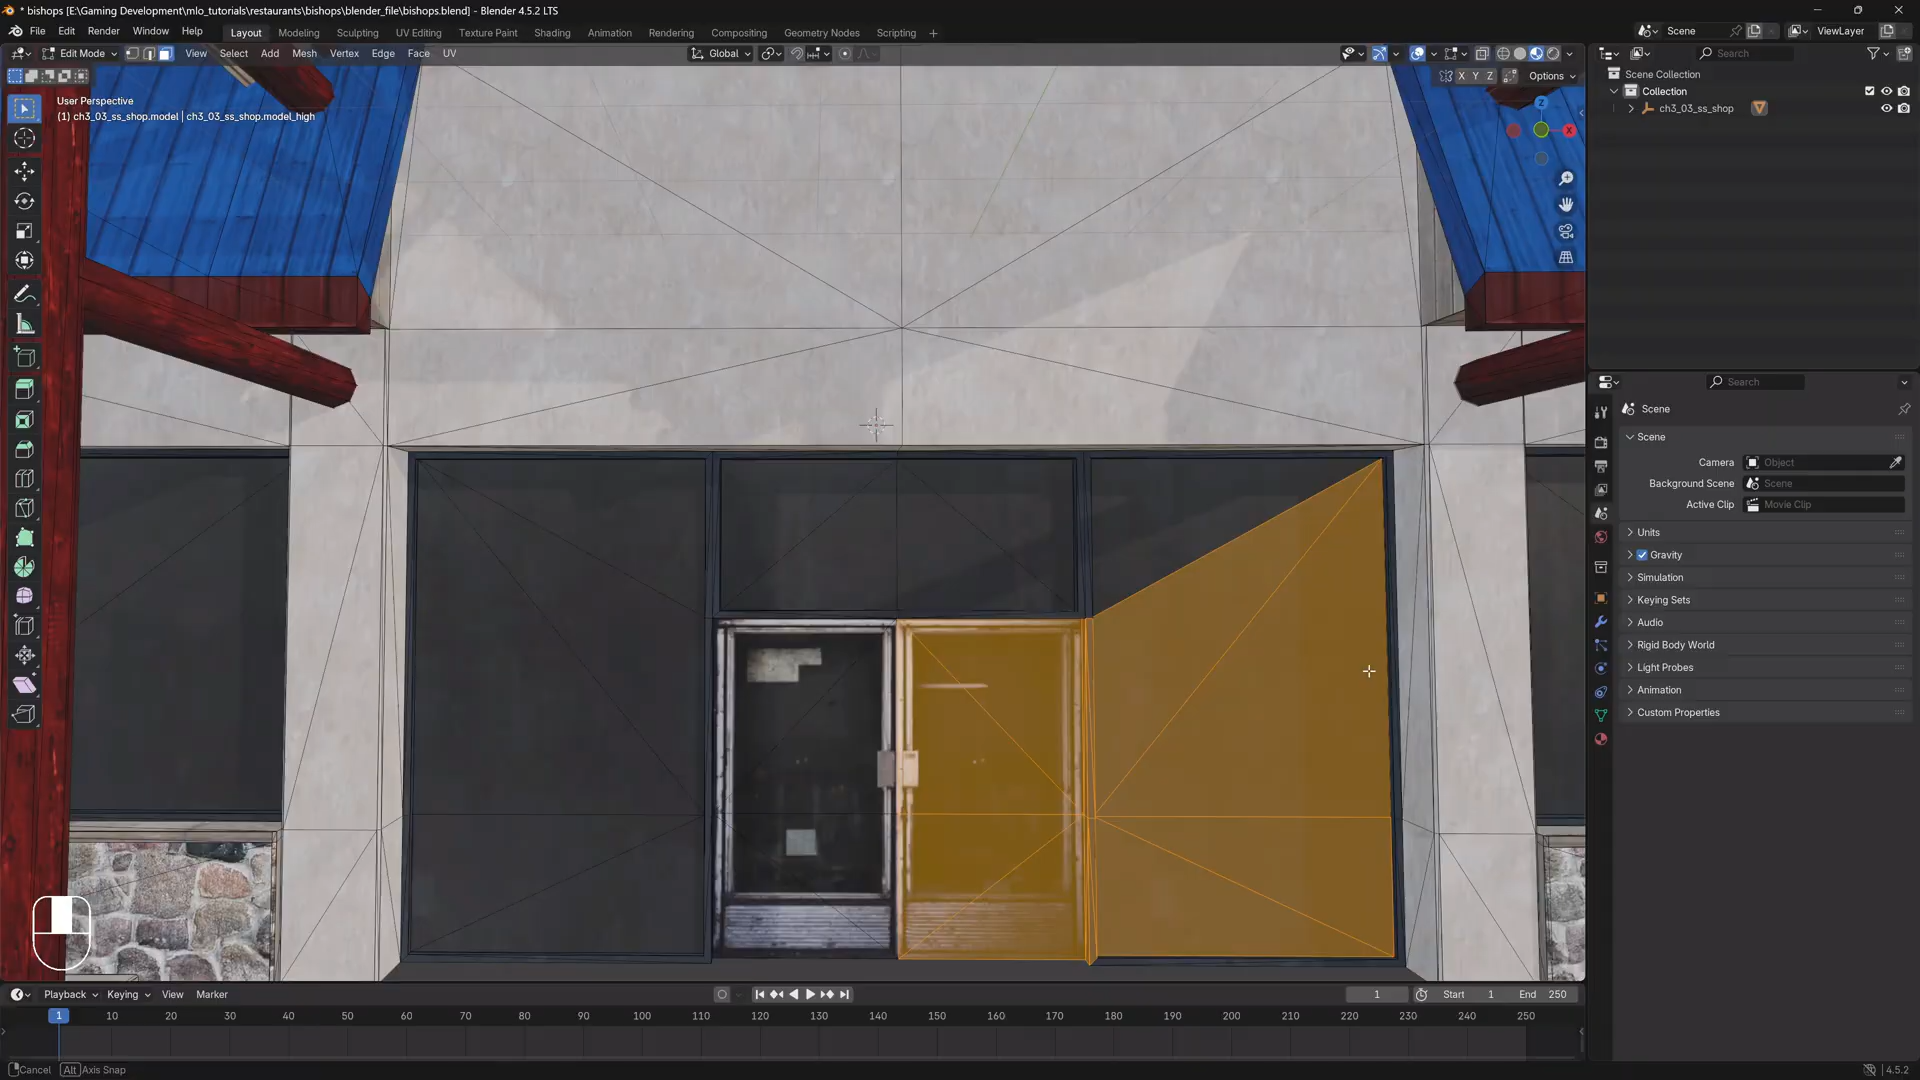 * bishops [E:\Gaming Development\mlo_tutorials\restaurants\bishops\blender_file\bishops.blend] - Blender 4.5.2 LTS
File Edit Render Window Help Layout Modeling Sculpting UV Editing Texture Paint Shading Animation Rendering Compositing Geometry Nodes Scripting + Scene ViewLayer
Edit Mode View Select Add Mesh Vertex Edge Face UV Global Search
X Y Z Options
Scene Collection
Collection
ch3_03_ss_shop
User Perspective
(1) ch3_03_ss_shop.model | ch3_03_ss_shop.model_high
Z
X
Search
Scene
Scene
Camera Object
Background Scene Scene
Active Clip Movie Clip
Units
Gravity
Simulation
Keying Sets
Audio
Rigid Body World
Light Probes
Animation
Custom Properties
Playback Keying View Marker 1 Start 1 End 250
1 10 20 30 40 50 60 70 80 90 100 110 120 130 140 150 160 170 180 190 200 210 220 230 240 250
Cancel Alt Axis Snap 4.5.2